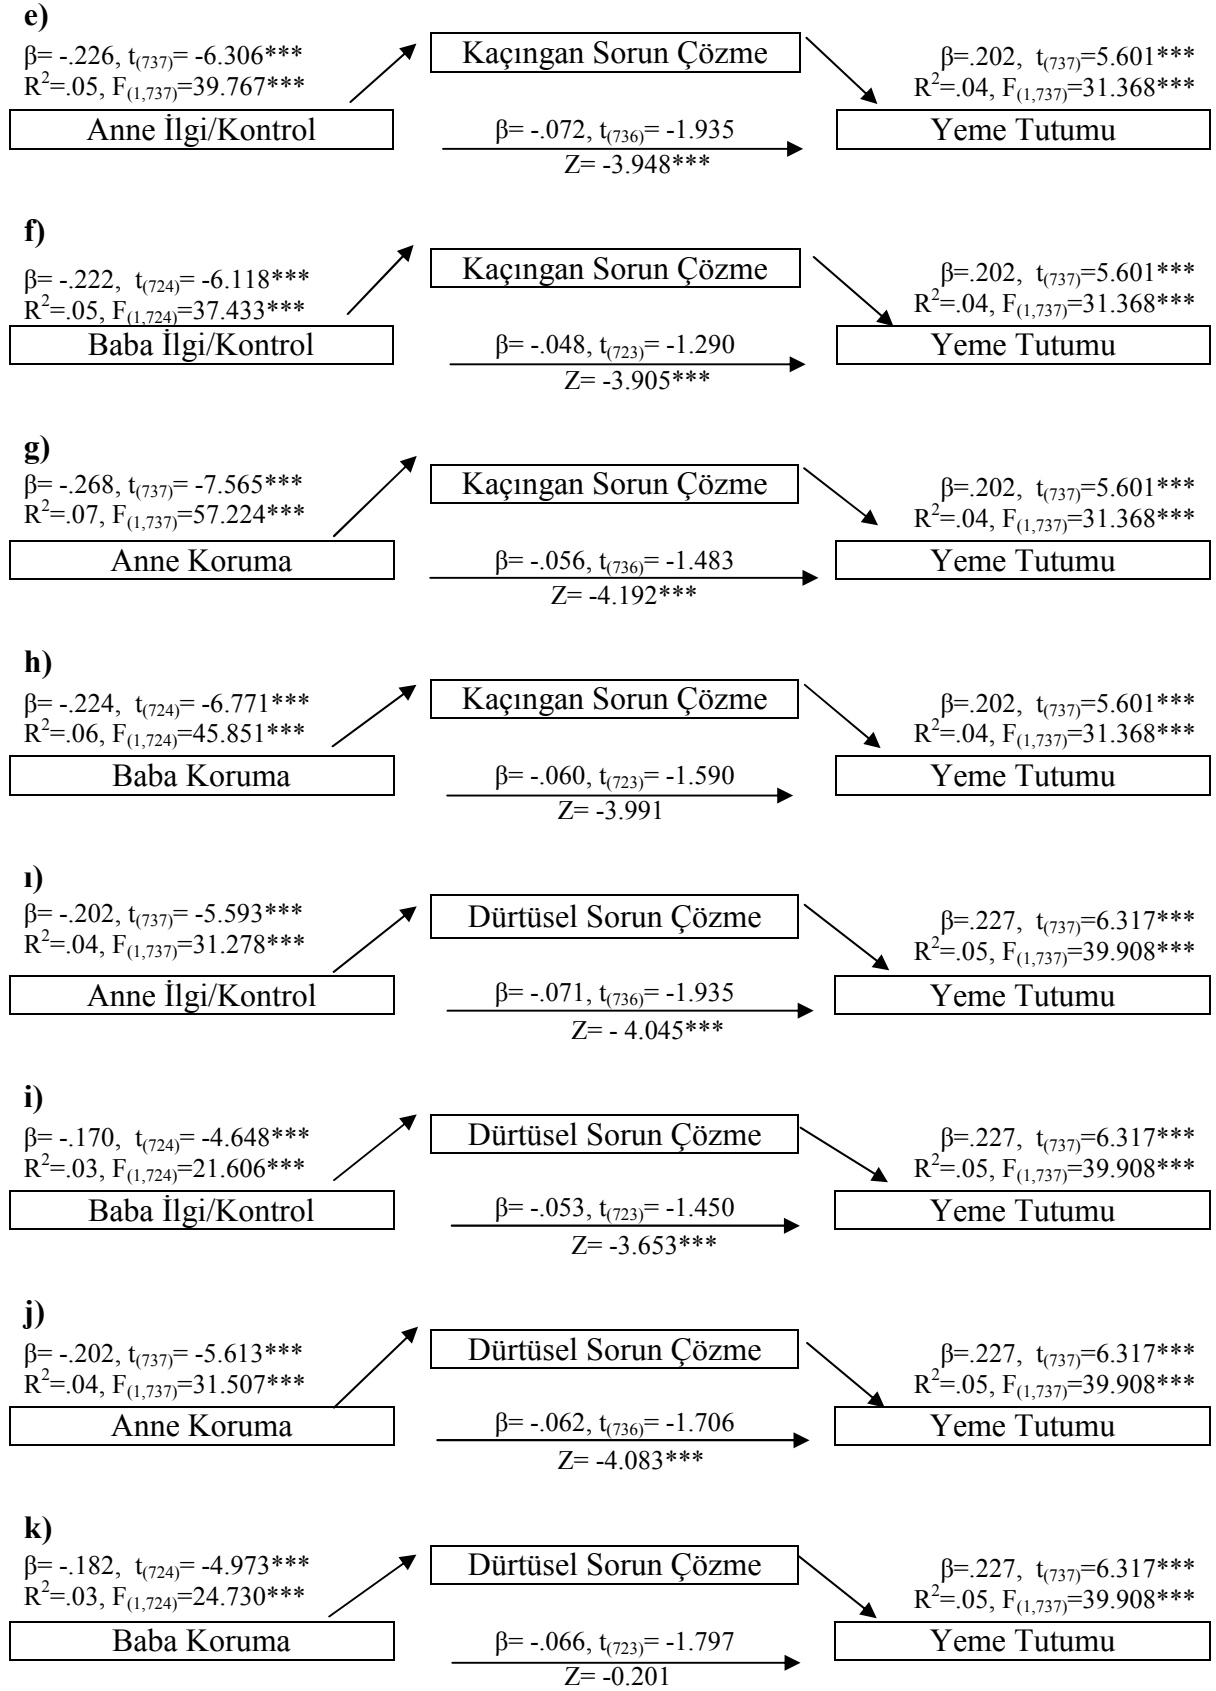 e)
β= -.226, t(737)= -6.306***
R²=.05, F(1,737)=39.767***
Kaçıngan Sorun Çözme
β=.202, t(737)=5.601***
R²=.04, F(1,737)=31.368***
Anne İlgi/Kontrol
β= -.072, t(736)= -1.935
Z= -3.948***
Yeme Tutumu
f)
β= -.222, t(724)= -6.118***
R²=.05, F(1,724)=37.433***
Kaçıngan Sorun Çözme
β=.202, t(737)=5.601***
R²=.04, F(1,737)=31.368***
Baba İlgi/Kontrol
β= -.048, t(723)= -1.290
Z= -3.905***
Yeme Tutumu
g)
β= -.268, t(737)= -7.565***
R²=.07, F(1,737)=57.224***
Kaçıngan Sorun Çözme
β=.202, t(737)=5.601***
R²=.04, F(1,737)=31.368***
Anne Koruma
β= -.056, t(736)= -1.483
Z= -4.192***
Yeme Tutumu
h)
β= -.224, t(724)= -6.771***
R²=.06, F(1,724)=45.851***
Kaçıngan Sorun Çözme
β=.202, t(737)=5.601***
R²=.04, F(1,737)=31.368***
Baba Koruma
β= -.060, t(723)= -1.590
Z= -3.991
Yeme Tutumu
ı)
β= -.202, t(737)= -5.593***
R²=.04, F(1,737)=31.278***
Dürtüsel Sorun Çözme
β=.227, t(737)=6.317***
R²=.05, F(1,737)=39.908***
Anne İlgi/Kontrol
β= -.071, t(736)= -1.935
Z= - 4.045***
Yeme Tutumu
i)
β= -.170, t(724)= -4.648***
R²=.03, F(1,724)=21.606***
Dürtüsel Sorun Çözme
β=.227, t(737)=6.317***
R²=.05, F(1,737)=39.908***
Baba İlgi/Kontrol
β= -.053, t(723)= -1.450
Z= -3.653***
Yeme Tutumu
j)
β= -.202, t(737)= -5.613***
R²=.04, F(1,737)=31.507***
Dürtüsel Sorun Çözme
β=.227, t(737)=6.317***
R²=.05, F(1,737)=39.908***
Anne Koruma
β= -.062, t(736)= -1.706
Z= -4.083***
Yeme Tutumu
k)
β= -.182, t(724)= -4.973***
R²=.03, F(1,724)=24.730***
Dürtüsel Sorun Çözme
β=.227, t(737)=6.317***
R²=.05, F(1,737)=39.908***
Baba Koruma
β= -.066, t(723)= -1.797
Z= -0.201
Yeme Tutumu